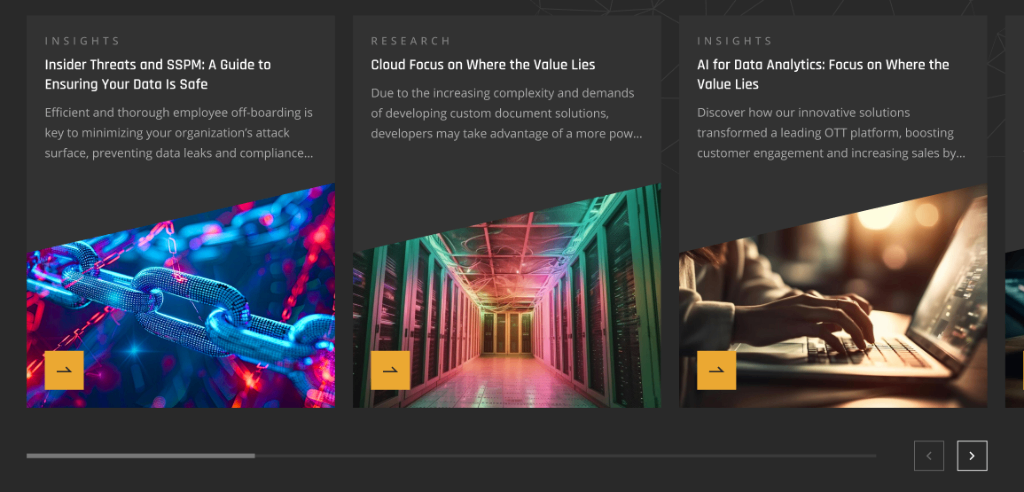 INSIGHTS
Insider Threats and SSPM: A Guide to
Ensuring Your Data Is Safe
Efficient and thorough employee off-boarding is
key to minimizing your organization's attack
surface, preventing data leaks and compliance...
RESEARCH
Cloud Focus on Where the Value Lies
Due to the increasing complexity and demands
of developing custom document solutions,
developers may take advantage of a more pow...
INSIGHTS
AI for Data Analytics: Focus on Where the
Value Lies
Discover how our innovative solutions
transformed a leading OTT platform, boosting
customer engagement and increasing sales by...